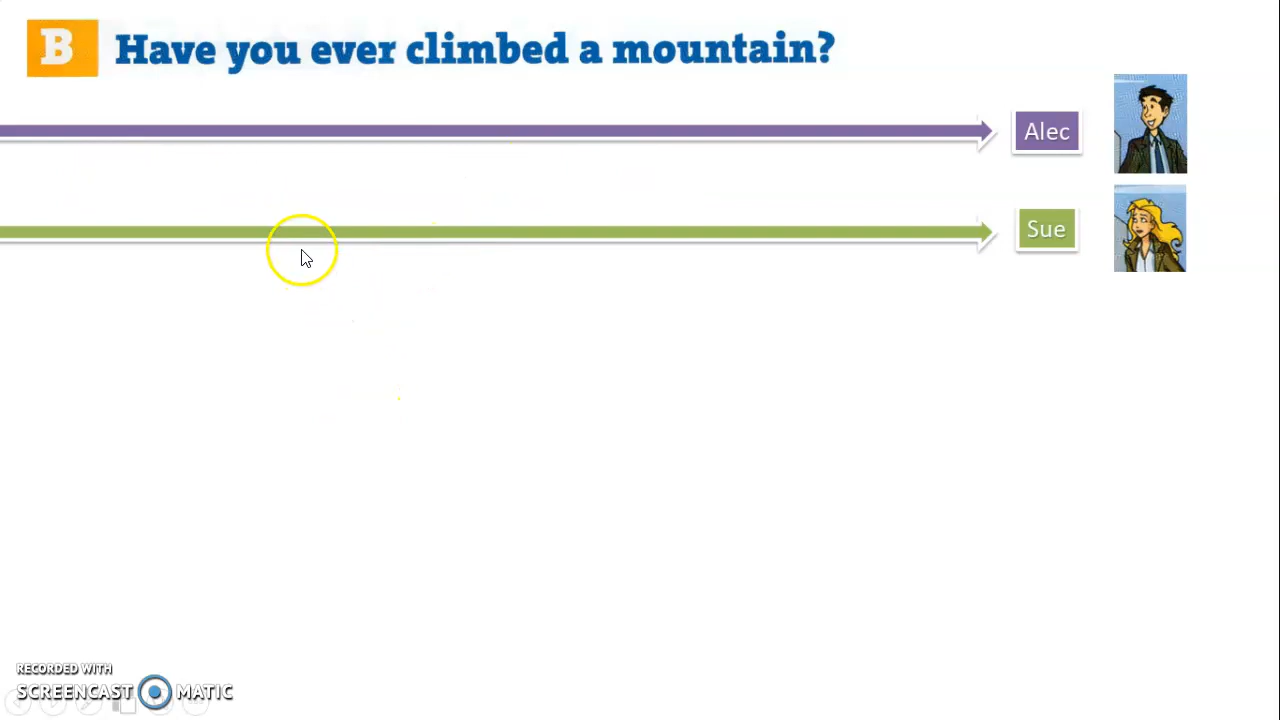 B Have you ever climbed a mountain?
Alec
Sue
RECORDED WITH
SCREENCAST MATIC